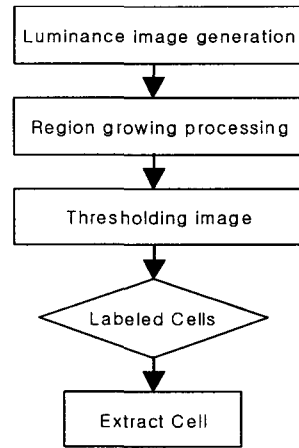 Luminance image generation
Region growing processing
Thresholding image
Labeled Cells
Extract Cell